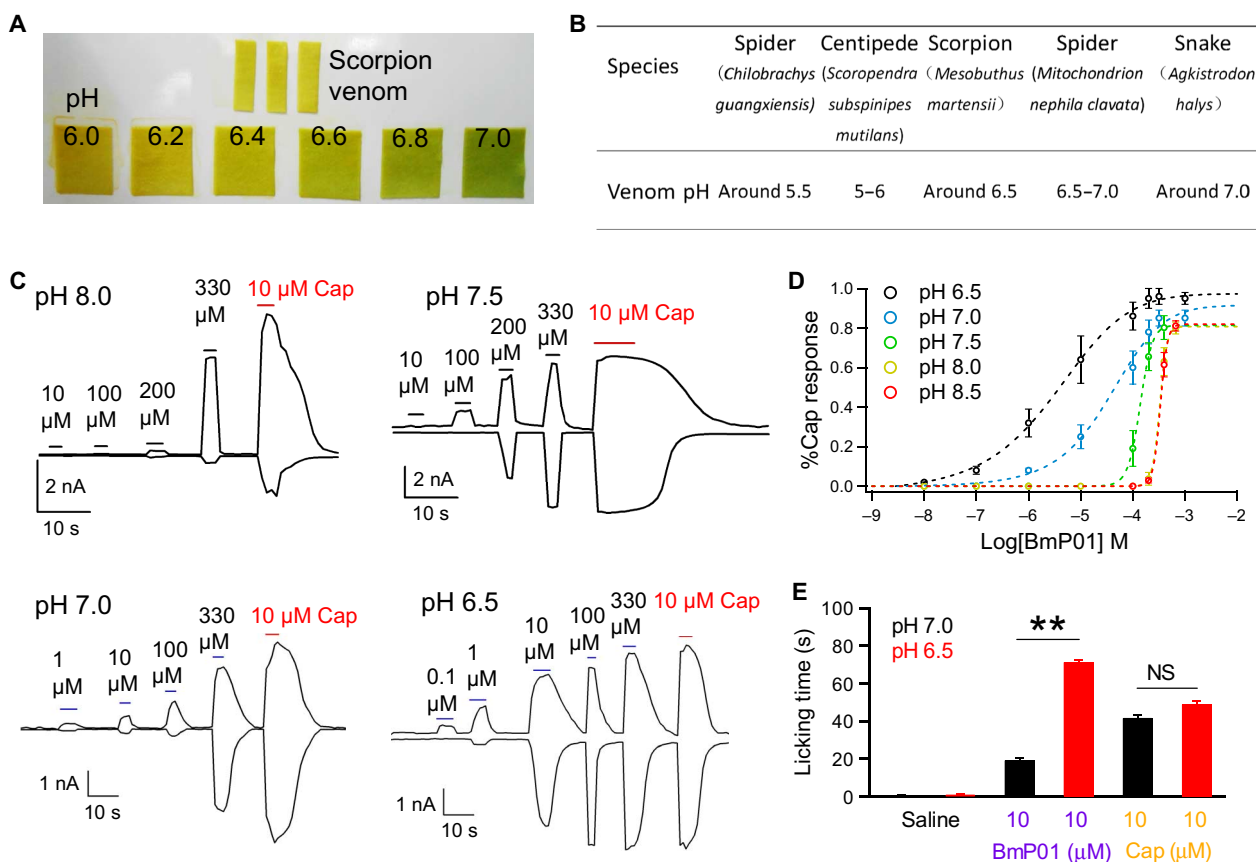 A
Scorpion
venom
pH
6.0 6.2 6.4 6.6 6.8 7.0
B
Species
Spider
(Chilobrachys
guangxiensis)
Centipede
(Scoropendra
subspinipes
mutilans)
Scorpion
（Mesobuthus
martensii）
Spider
(Mitochondrion
nephila clavata)
Snake
（Agkistrodon
halys）
Venom pH Around 5.5 5–6 Around 6.5 6.5–7.0 Around 7.0
C
pH 8.0
10
µM
100
µM
200
µM
330
µM
10 µM Cap
2 nA
10 s
pH 7.5
10
µM
100
µM
200
µM
330
µM
10 µM Cap
2 nA
10 s
pH 7.0
1
µM
10
µM
100
µM
330
µM
10 µM Cap
1 nA
10 s
pH 6.5
0.1
µM
1
µM
10
µM
100
µM
330
µM
10 µM Cap
1 nA
10 s
D
%Cap response
1.0
0.8
0.6
0.4
0.2
0.0
pH 6.5
pH 7.0
pH 7.5
pH 8.0
pH 8.5
–9 –8 –7 –6 –5 –4 –3 –2
Log[BmP01] M
E
Licking time (s)
100
80
60
40
20
0
pH 7.0
pH 6.5
**
NS
Saline
10 10 10 10
BmP01 (µM) Cap (µM)